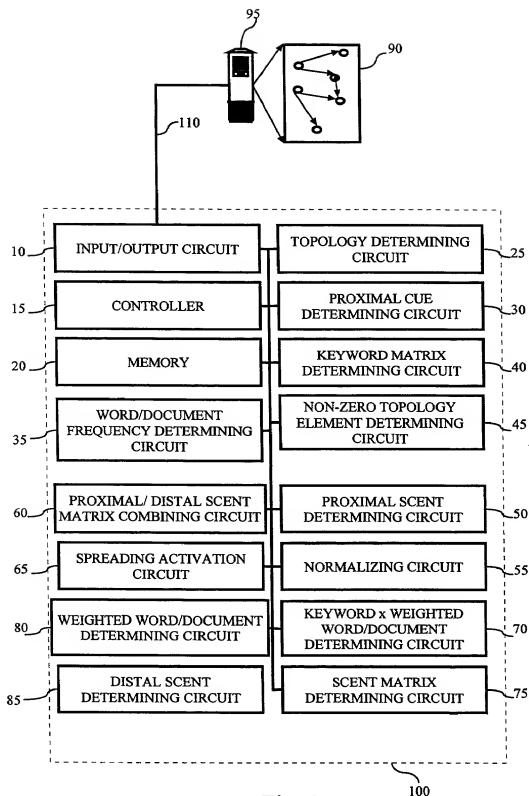 95
90
110
10
INPUT/OUTPUT CIRCUIT
TOPOLOGY DETERMINING
CIRCUIT
25
15
CONTROLLER
PROXIMAL CUE
DETERMINING CIRCUIT
30
20
MEMORY
KEYWORD MATRIX
DETERMINING CIRCUIT
40
35
WORD/DOCUMENT
FREQUENCY DETERMINING
CIRCUIT
NON-ZERO TOPOLOGY
ELEMENT DETERMINING
CIRCUIT
45
60
PROXIMAL/ DISTAL SCENT
MATRIX COMBINING CIRCUIT
PROXIMAL SCENT
DETERMINING CIRCUIT
50
65
SPREADING ACTIVATION
CIRCUIT
NORMALIZING CIRCUIT
55
80
WEIGHTED WORD/DOCUMENT
DETERMINING CIRCUIT
KEYWORD x WEIGHTED
WORD/DOCUMENT
DETERMINING CIRCUIT
70
85
DISTAL SCENT
DETERMINING CIRCUIT
SCENT MATRIX
DETERMINING CIRCUIT
75
100